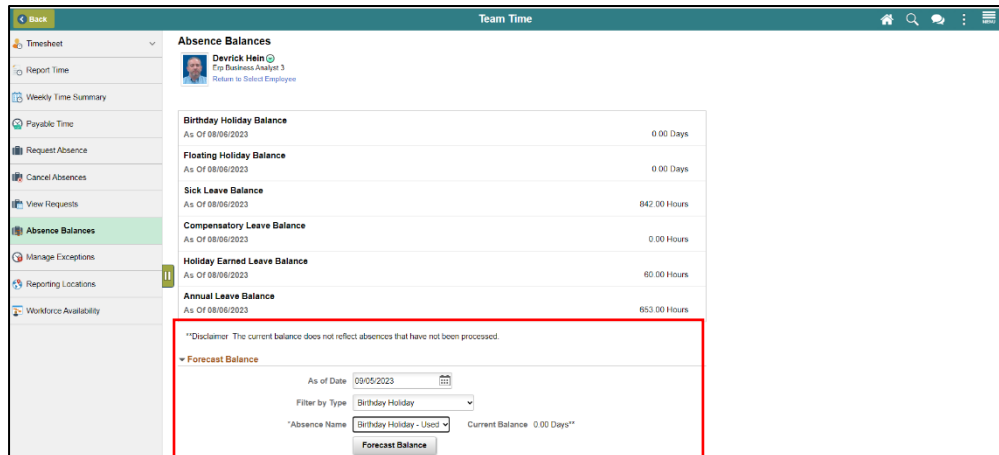 Back
Team Time
MENU
Timesheet
Report Time
Weekly Time Summary
Payable Time
Request Absence
Cancel Absences
View Requests
Absence Balances
Manage Exceptions
Reporting Locations
Workforce Availability
Absence Balances
Devrick Hein
Erp Business Analyst 3
Return to Select Employee
Birthday Holiday Balance
As Of 08/06/2023 0.00 Days
Floating Holiday Balance
As Of 08/06/2023 0.00 Days
Sick Leave Balance
As Of 08/06/2023 842.00 Hours
Compensatory Leave Balance
As Of 08/06/2023 0.00 Hours
Holiday Earned Leave Balance
As Of 08/06/2023 60.00 Hours
Annual Leave Balance
As Of 08/06/2023 653.00 Hours
**Disclaimer The current balance does not reflect absences that have not been processed.
Forecast Balance
As of Date 09/05/2023
Filter by Type Birthday Holiday
*Absence Name Birthday Holiday - Used Current Balance 0.00 Days**
Forecast Balance